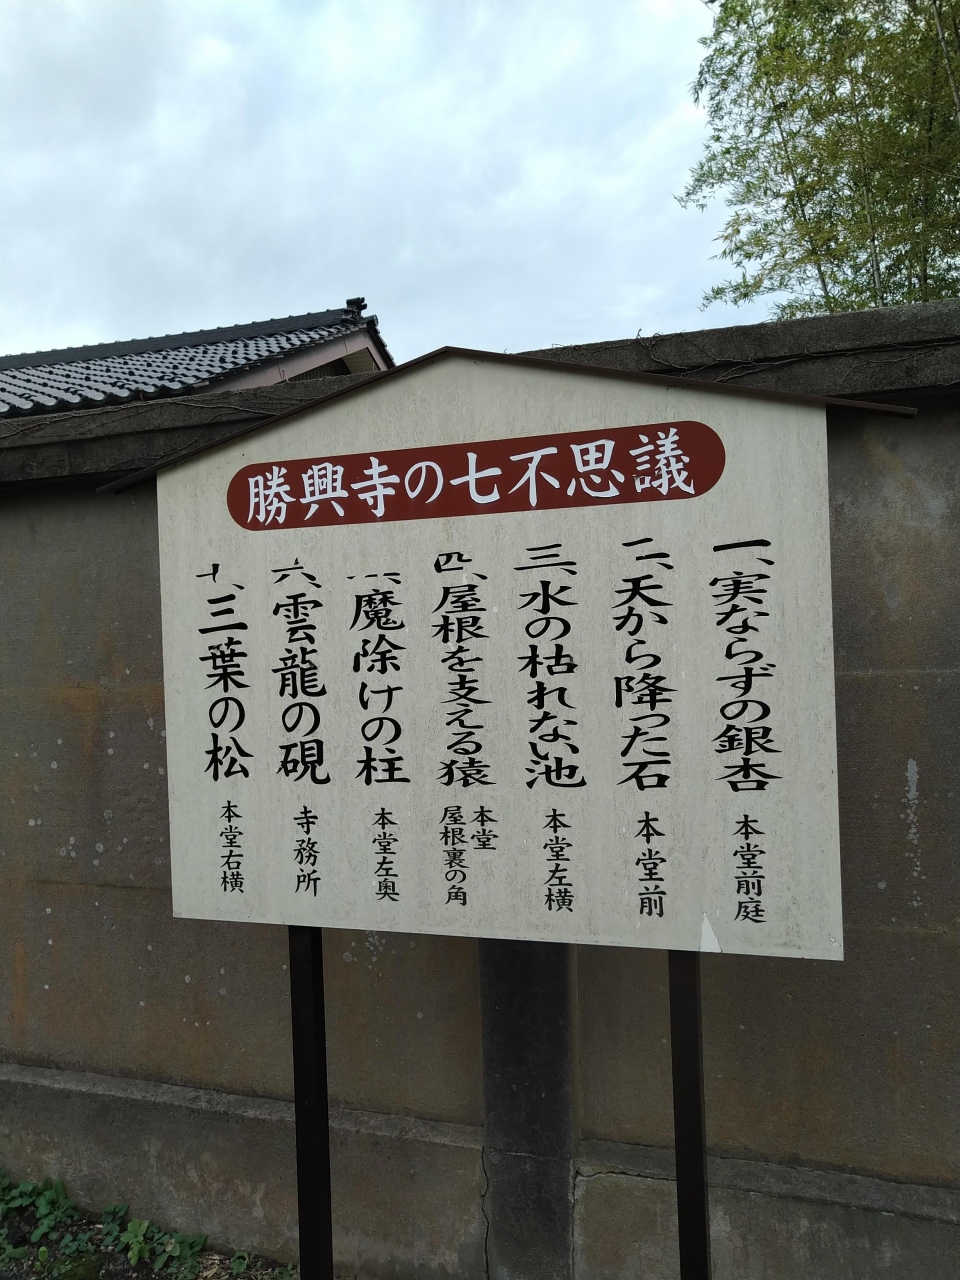 勝興寺の七不思議
一、実ならずの銀杏 本堂前庭
二、天から降った石 本堂前
三、水の枯れない池 本堂左横
四、屋根を支える猿 本堂
屋根裏の角
五、魔除けの柱 本堂左奥
六、雲龍の硯 寺務所
七、三葉の松 本堂右横